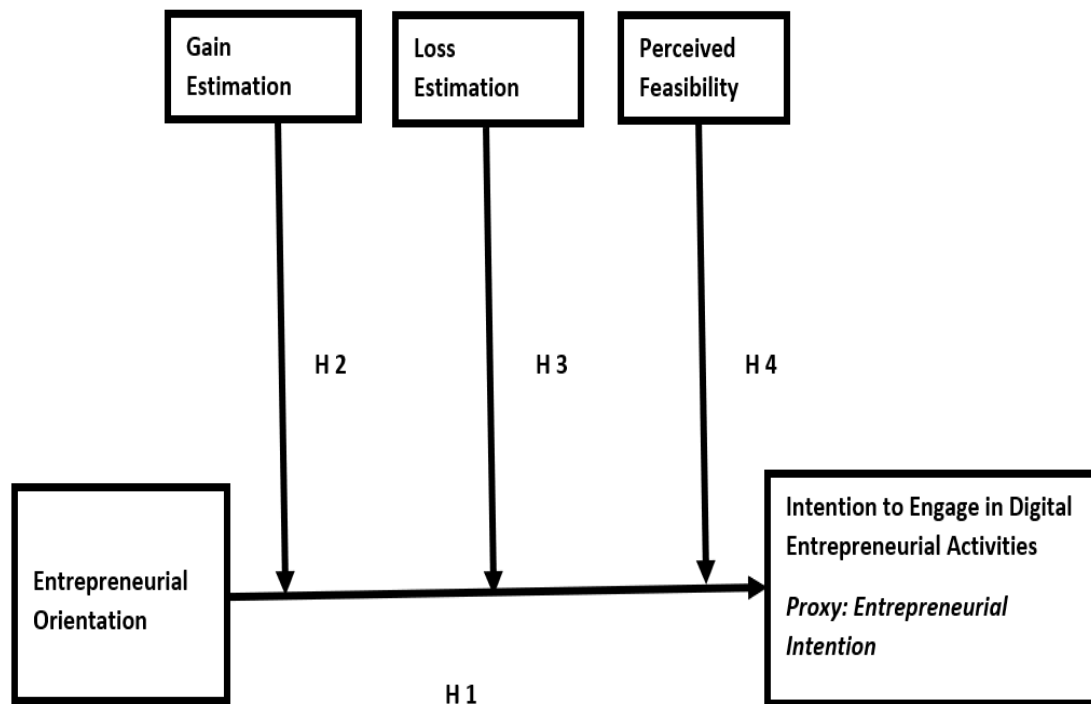 Gain
Estimation
Loss
Estimation
Perceived
Feasibility
H 2
H 3
H 4
Entrepreneurial
Orientation
Intention to Engage in Digital
Entrepreneurial Activities
Proxy: Entrepreneurial
Intention
H 1